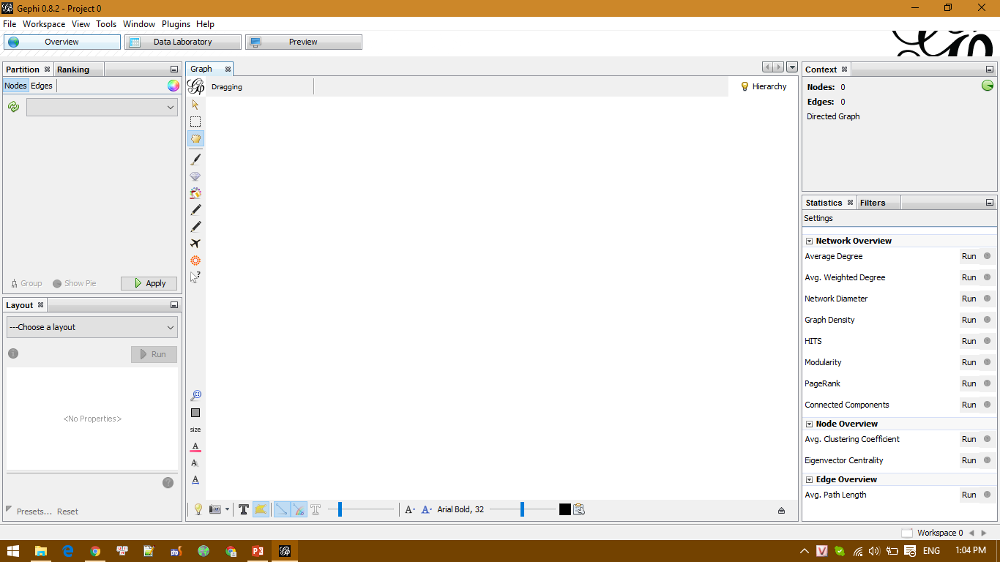 Gephi 0.8.2 - Project 0
File Workspace View Tools Window Plugins Help
Overview Data Laboratory Preview
Partition Ranking
Nodes Edges
Group Show Pie Apply
Layout
---Choose a layout
Run
<No Properties>
Presets... Reset
Graph
Dragging Hierarchy
size
A
A
A
T T A- A- Arial Bold, 32
Context
Nodes: 0
Edges: 0
Directed Graph
Statistics Filters
Settings
Network Overview
Average Degree Run
Avg. Weighted Degree Run
Network Diameter Run
Graph Density Run
HITS Run
Modularity Run
PageRank Run
Connected Components Run
Node Overview
Avg. Clustering Coefficient Run
Eigenvector Centrality Run
Edge Overview
Avg. Path Length Run
Workspace 0
ENG 1:04 PM